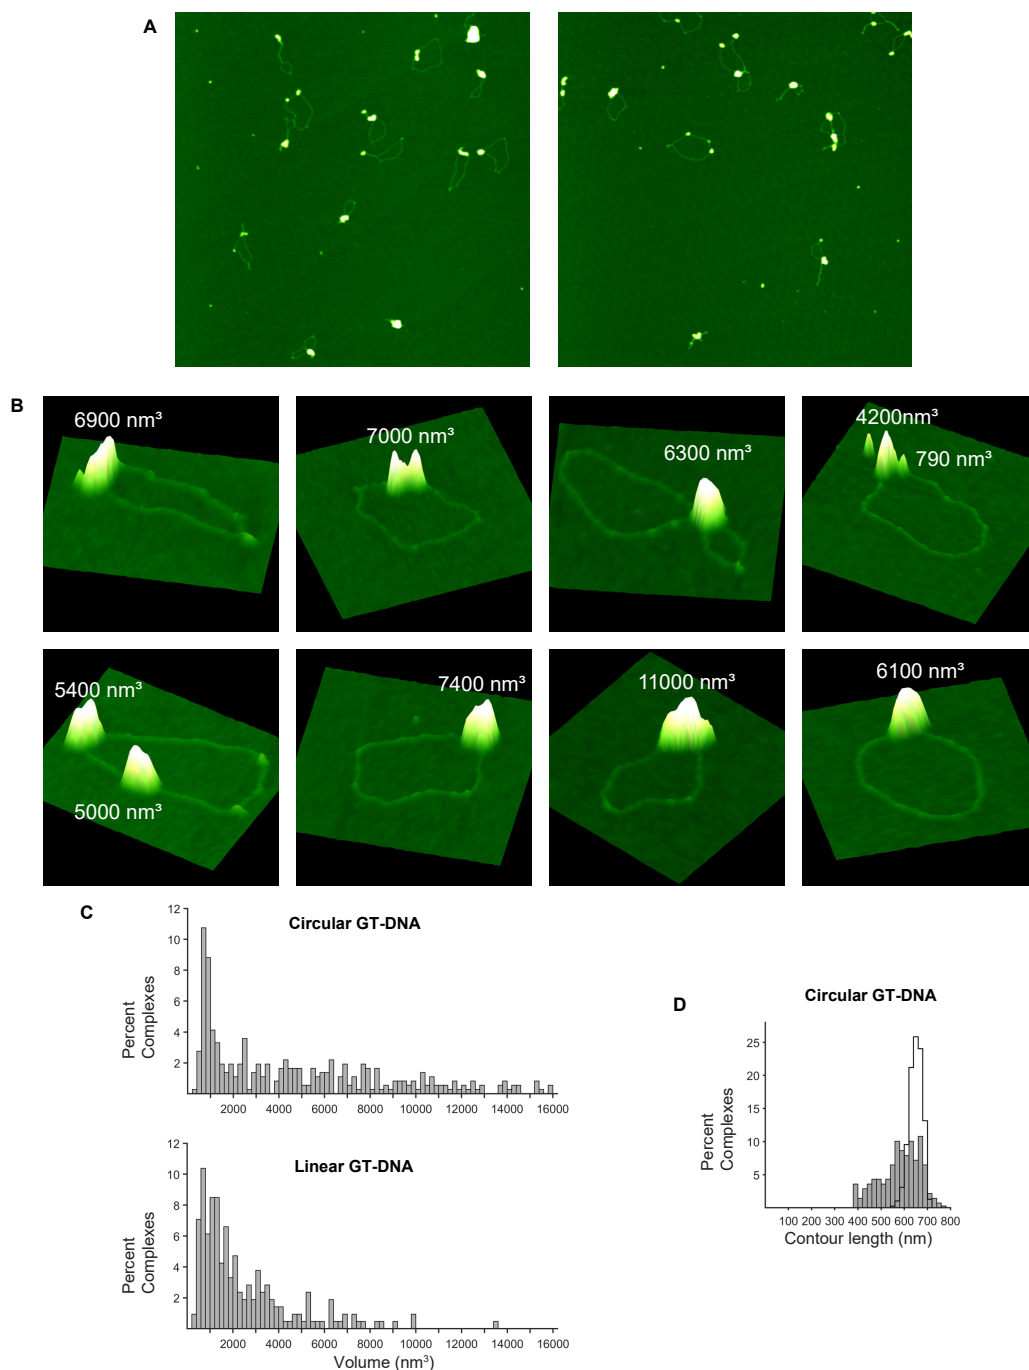 A
B
6900 nm³
7000 nm³
6300 nm³
4200nm³
790 nm³
5400 nm³
5000 nm³
7400 nm³
11000 nm³
6100 nm³
C
Circular GT-DNA
Percent
Complexes
12
10
8
6
4
2
2000 4000 6000 8000 10000 12000 14000 16000
Linear GT-DNA
Percent
Complexes
12
10
8
6
4
2
2000 4000 6000 8000 10000 12000 14000 16000
Volume (nm³)
D
Circular GT-DNA
Percent
Complexes
25
20
15
10
5
100 200 300 400 500 600 700 800
Contour length (nm)